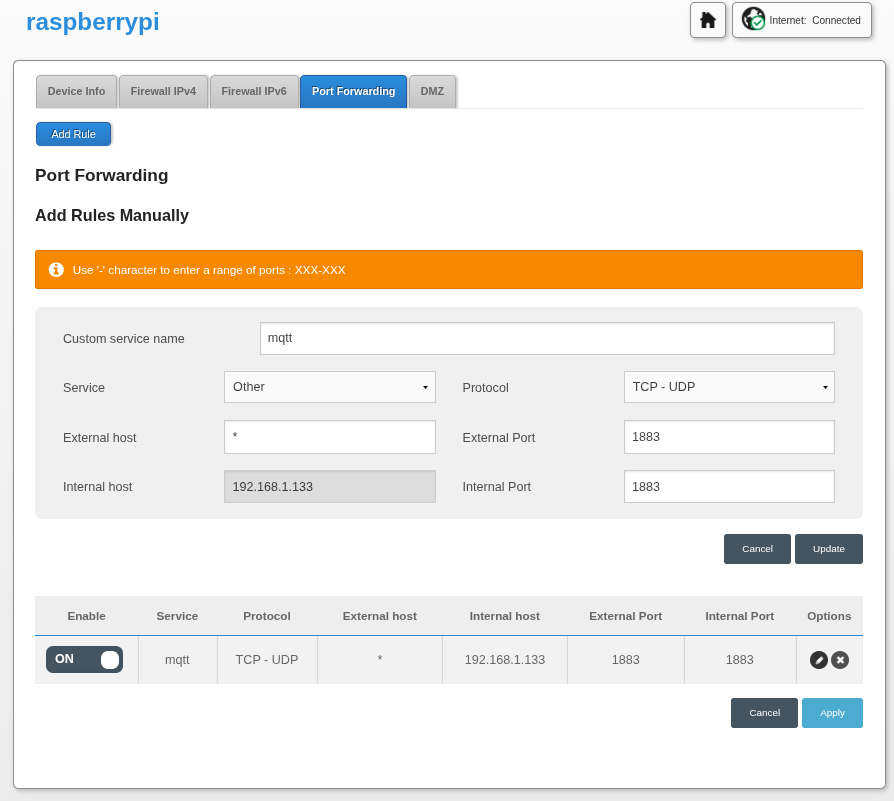 raspberrypi
Internet: Connected
Device Info Firewall IPv4 Firewall IPv6 Port Forwarding DMZ
Add Rule
Port Forwarding
Add Rules Manually
Use '-' character to enter a range of ports : XXX-XXX
Custom service name mqtt
Service Other Protocol TCP - UDP
External host * External Port 1883
Internal host 192.168.1.133 Internal Port 1883
Cancel Update
Enable Service Protocol External host Internal host External Port Internal Port Options
ON mqtt TCP - UDP * 192.168.1.133 1883 1883
Cancel Apply